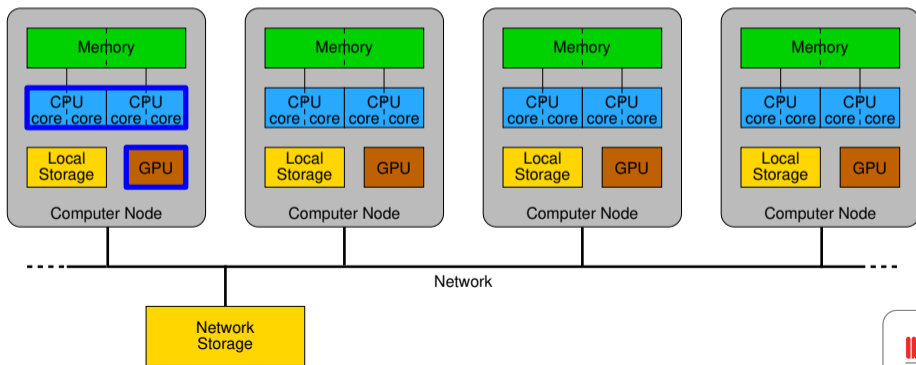 Memory
CPU CPU
core core core core
Local
Storage
GPU
Computer Node
Memory
CPU CPU
core core core core
Local
Storage
GPU
Computer Node
Memory
CPU CPU
core core core core
Local
Storage
GPU
Computer Node
Memory
CPU CPU
core core core core
Local
Storage
GPU
Computer Node
Network
Network
Storage